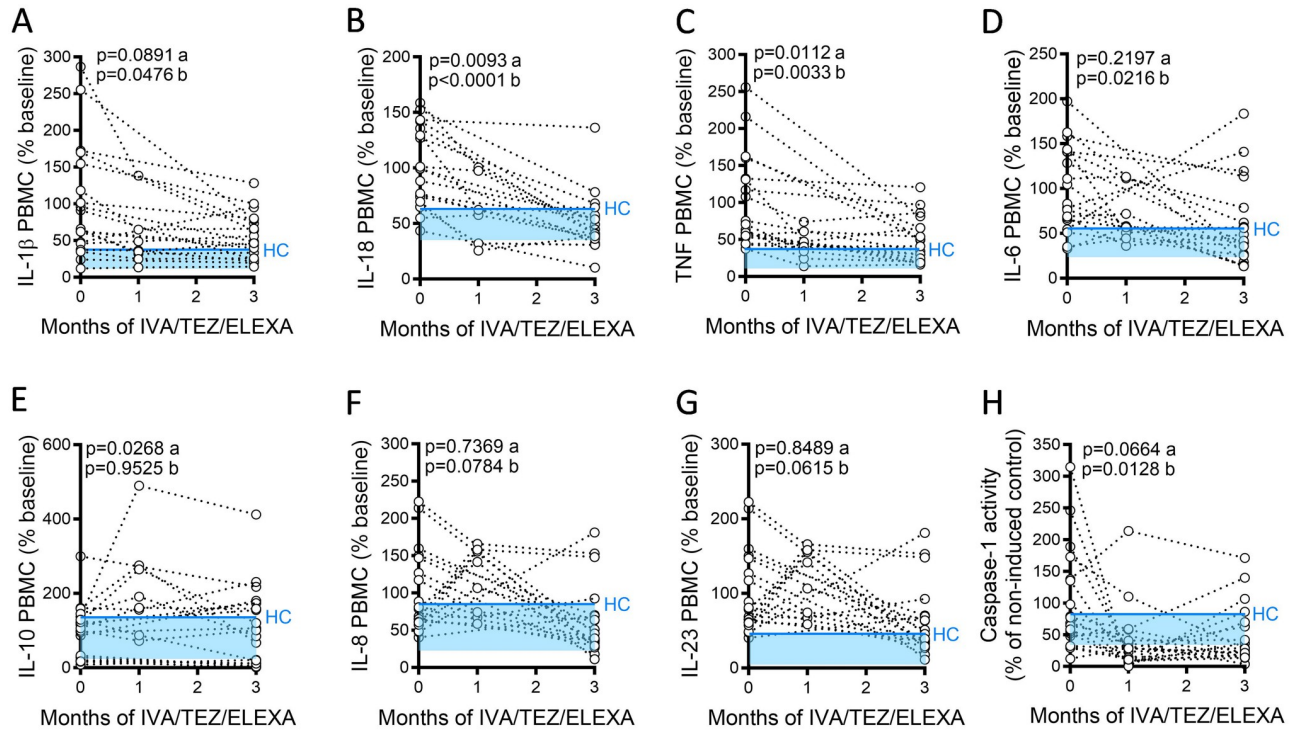 A
IL-1β PBMC (% baseline)
300
250
200
150
100
50
0
p=0.0891 a
p=0.0476 b
HC
0 1 2 3
Months of IVA/TEZ/ELEXA
B
IL-18 PBMC (% baseline)
200
150
100
50
0
p=0.0093 a
p<0.0001 b
HC
0 1 2 3
Months of IVA/TEZ/ELEXA
C
TNF PBMC (% baseline)
300
250
200
150
100
50
0
p=0.0112 a
p=0.0033 b
HC
0 1 2 3
Months of IVA/TEZ/ELEXA
D
IL-6 PBMC (% baseline)
250
200
150
100
50
0
p=0.2197 a
p=0.0216 b
HC
0 1 2 3
Months of IVA/TEZ/ELEXA
E
IL-10 PBMC (% baseline)
600
400
200
0
p=0.0268 a
p=0.9525 b
HC
0 1 2 3
Months of IVA/TEZ/ELEXA
F
IL-8 PBMC (% baseline)
300
250
200
150
100
50
0
p=0.7369 a
p=0.0784 b
HC
0 1 2 3
Months of IVA/TEZ/ELEXA
G
IL-23 PBMC (% baseline)
300
200
100
0
p=0.8489 a
p=0.0615 b
HC
0 1 2 3
Months of IVA/TEZ/ELEXA
H
Caspase-1 activity
(% of non-induced control)
350
300
250
200
150
100
50
0
p=0.0664 a
p=0.0128 b
HC
0 1 2 3
Months of IVA/TEZ/ELEXA